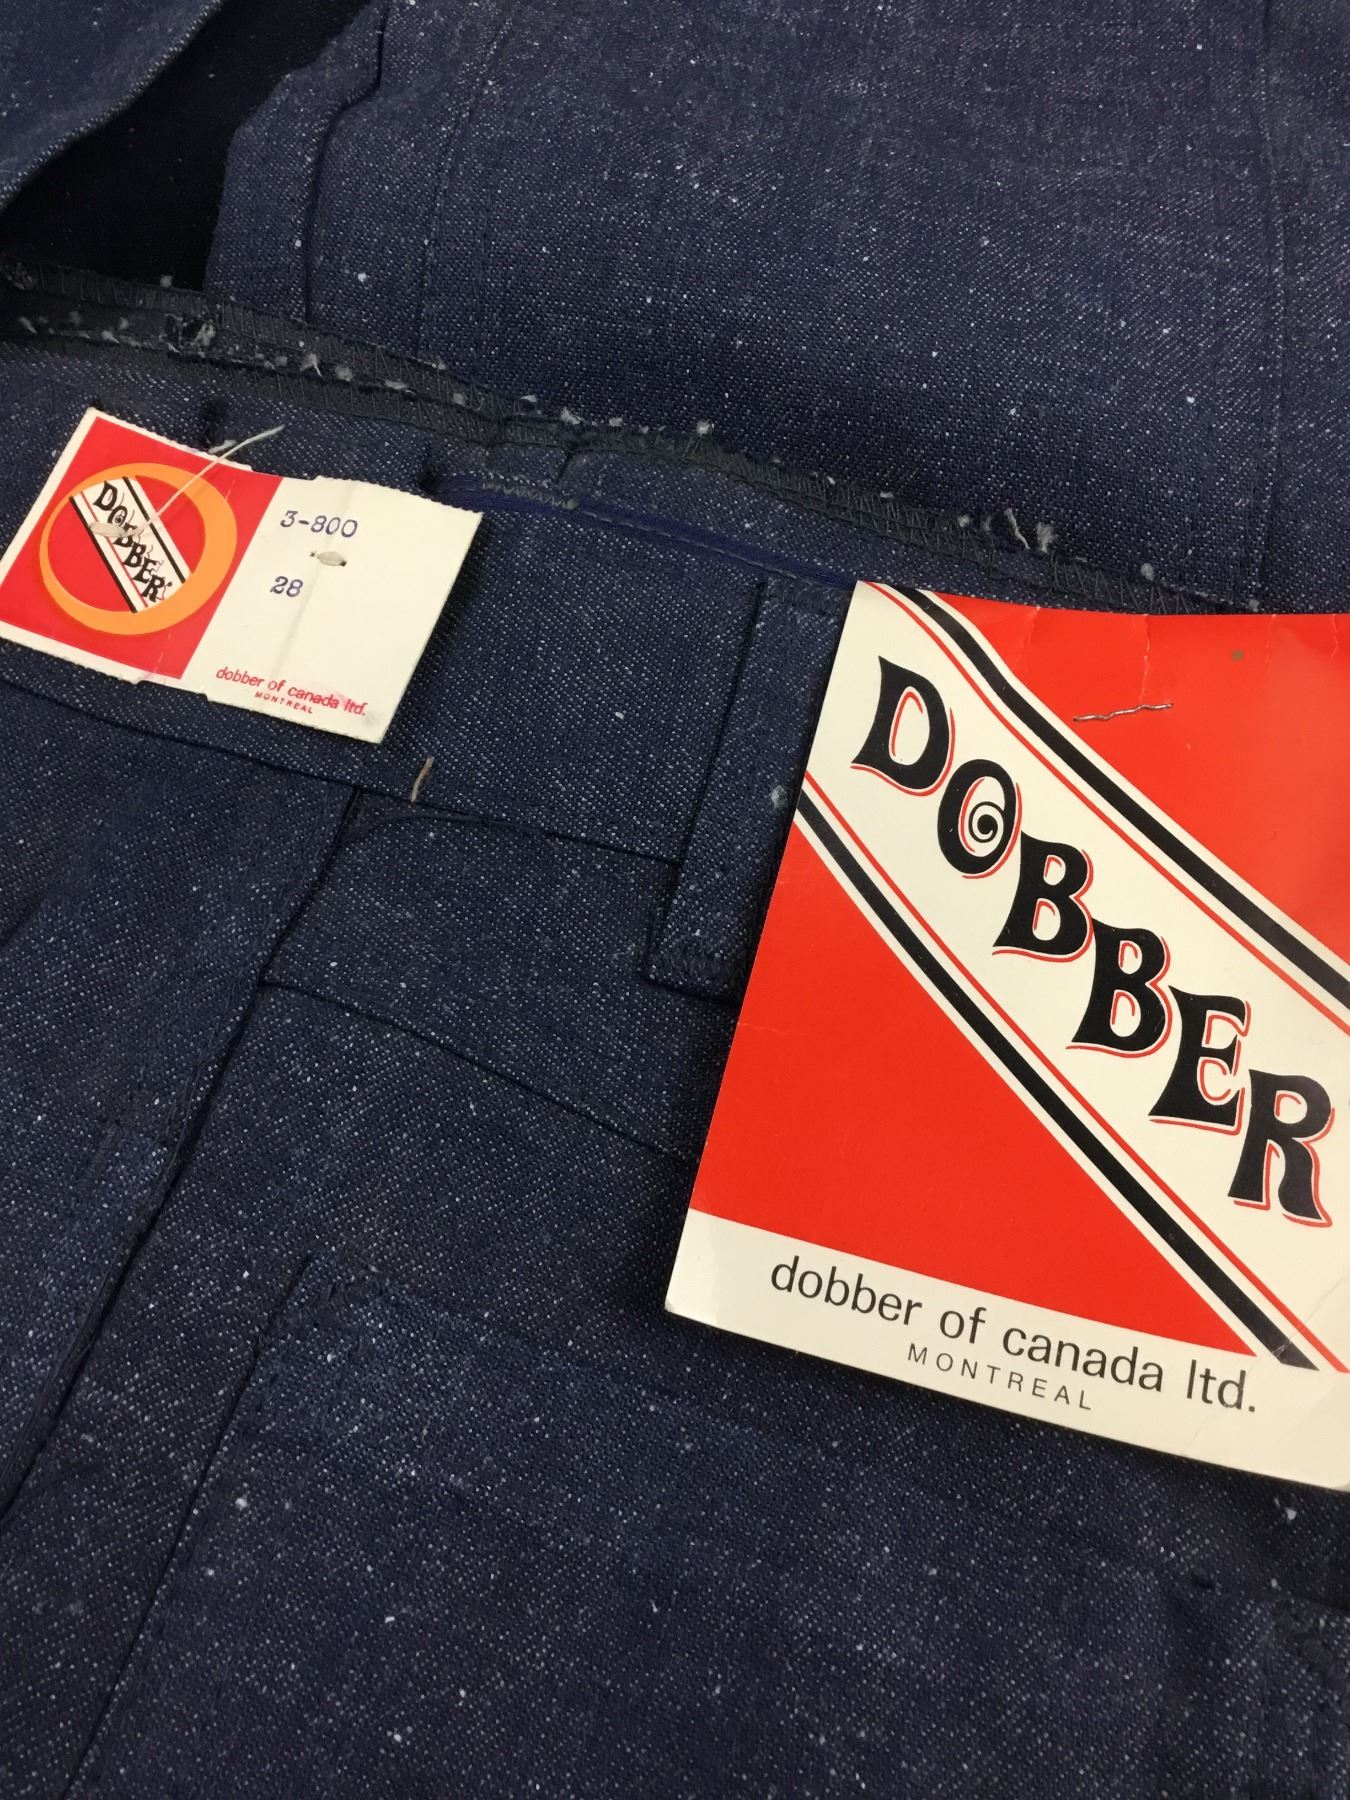 DOBBER
3-800
28
dobber of canada ltd.
MONTREAL
DOBBER
dobber of canada ltd.
MONTREAL